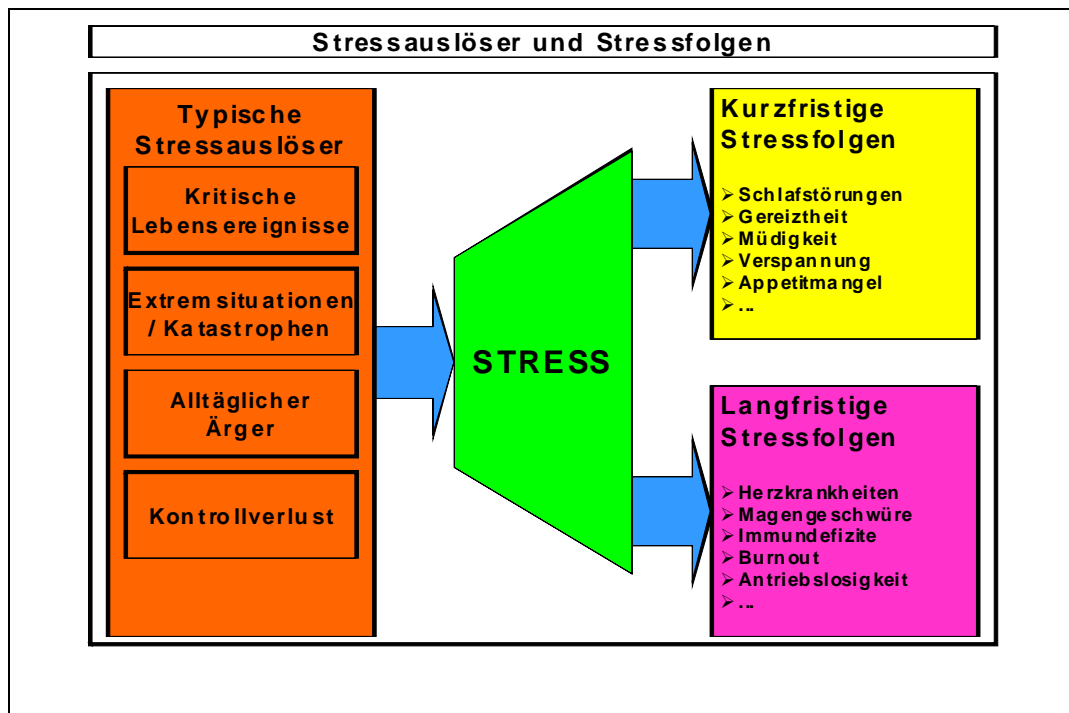 Stressauslöser und Stressfolgen
Typische
Stressauslöser
Kritische
Lebensereignisse
Extremsituationen
/ Katastrophen
Alltäglicher
Ärger
Kontrollverlust
STRESS
Kurzfristige
Stressfolgen
➢ Schlafstörungen
➢ Gereiztheit
➢ Müdigkeit
➢ Verspannung
➢ Appetitmangel
➢ ...
Langfristige
Stressfolgen
➢ Herzkrankheiten
➢ Magengeschwüre
➢ Immundefizite
➢ Burnout
➢ Antriebslosigkeit
➢ ...